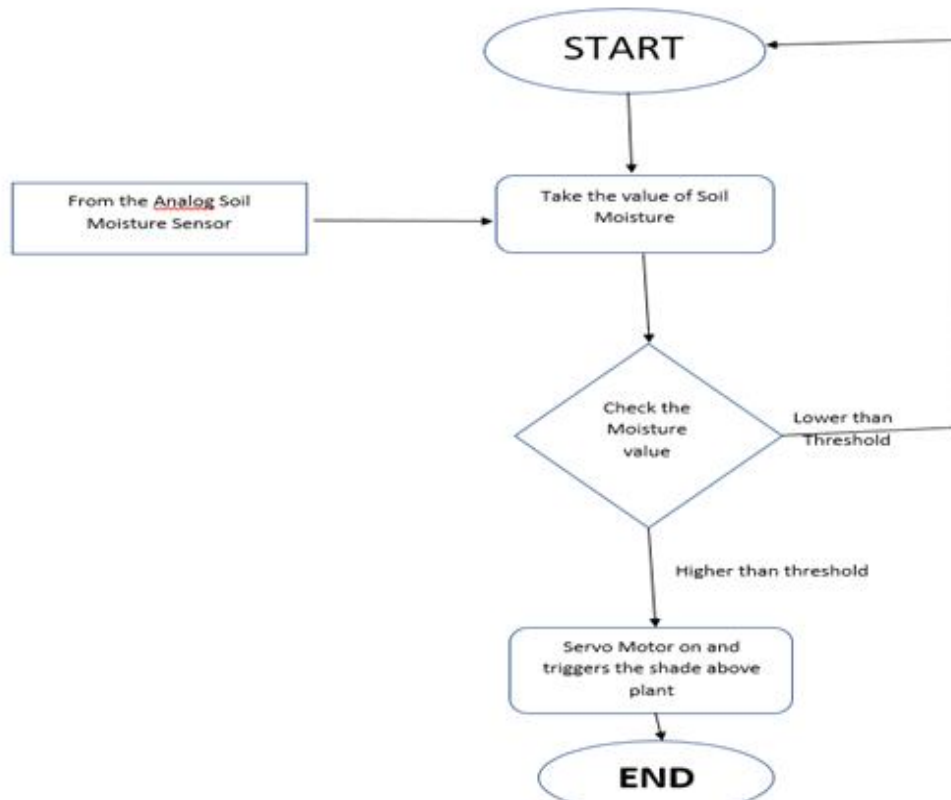 START
From the Analog Soil
Moisture Sensor
Take the value of Soil
Moisture
Check the
Moisture
value
Lower than
Threshold
Higher than threshold
Servo Motor on and
triggers the shade above
plant
END